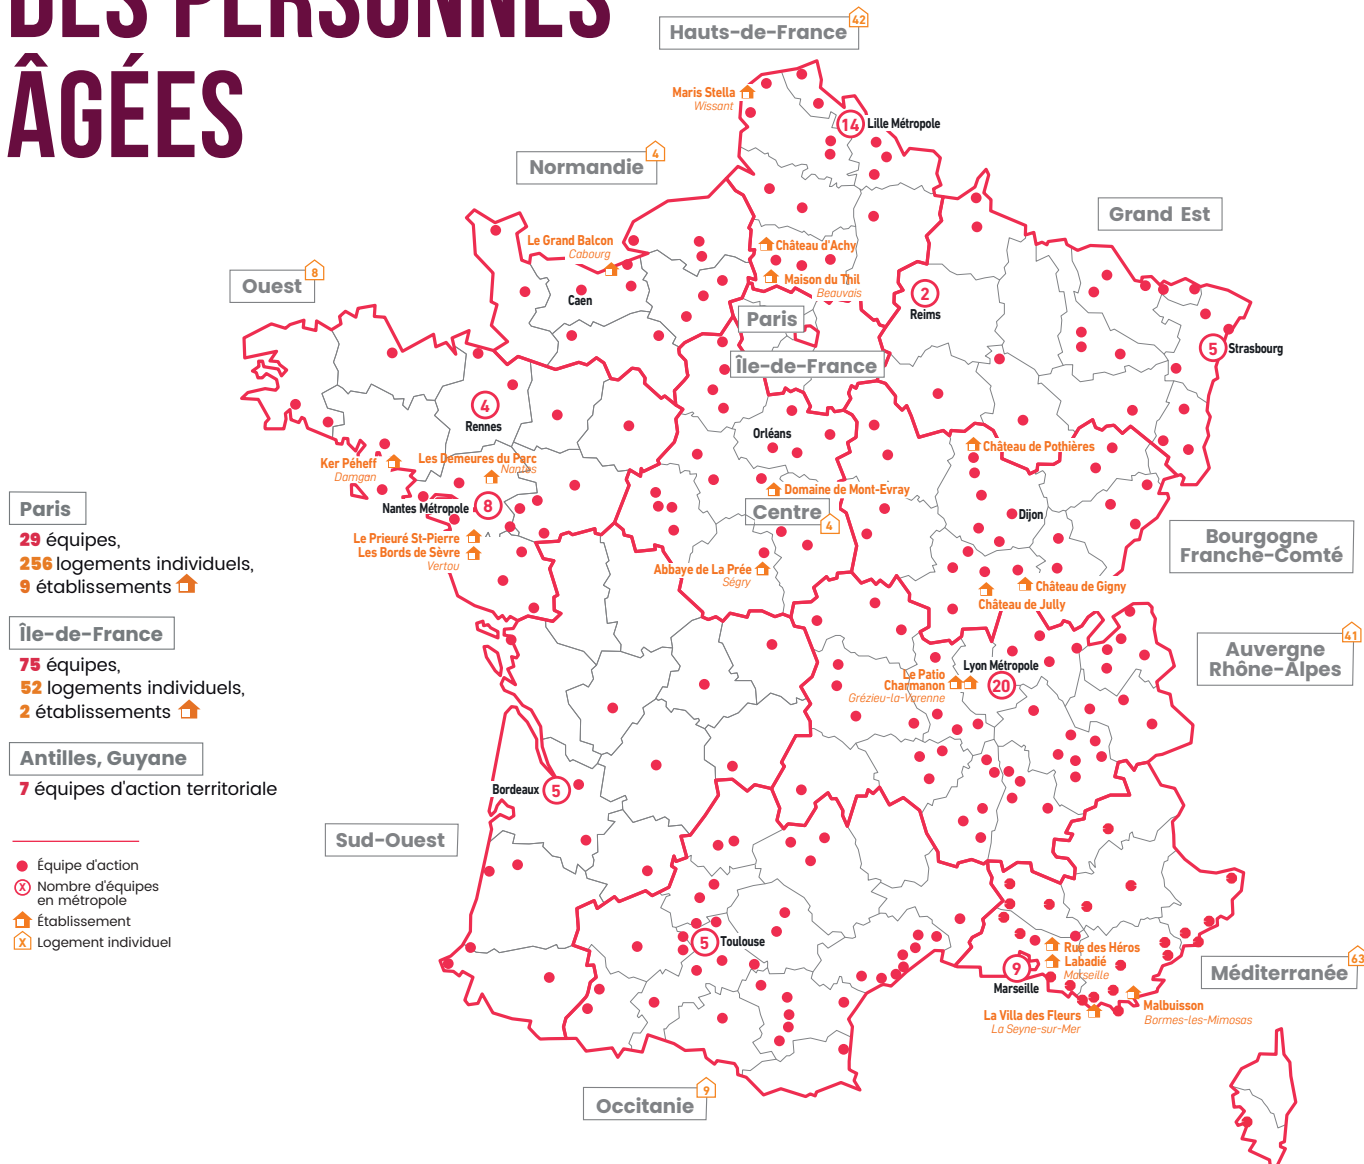 DES PERSONNES
ÂGÉES
Hauts-de-France
42
Maris Stella
Wissant
14
Lille Métropole
Normandie
4
Grand Est
Le Grand Balcon
Cabourg
Château d'Achy
Maison du Thil
Beauvais
Ouest
8
Caen
2
Reims
Paris
5
Strasbourg
Île-de-France
4
Rennes
Orléans
Château de Pothières
Ker Péheff
Damgan
Les Demeures du Parc
Nantes
Domaine de Mont-Evray
Nantes Métropole
8
Centre
4
Dijon
Paris
29 équipes,
256 logements individuels,
9 établissements
Le Prieuré St-Pierre
Les Bords de Sèvre
Vertou
Bourgogne
Franche-Comté
Abbaye de La Prée
Ségry
Château de Gigny
Château de Jully
Île-de-France
75 équipes,
52 logements individuels,
2 établissements
41
Auvergne
Rhône-Alpes
Lyon Métropole
20
Le Patio
Charmanon
Grézieu-la-Varenne
Antilles, Guyane
7 équipes d'action territoriale
Bordeaux
5
Sud-Ouest
Équipe d'action
X
Nombre d'équipes
en métropole
Établissement
X
Logement individuel
5
Toulouse
Rue des Héros
Labadié
Marseille
9
Marseille
63
Méditerranée
La Villa des Fleurs
La Seyne-sur-Mer
Malbuisson
Bormes-les-Mimosas
Occitanie
9